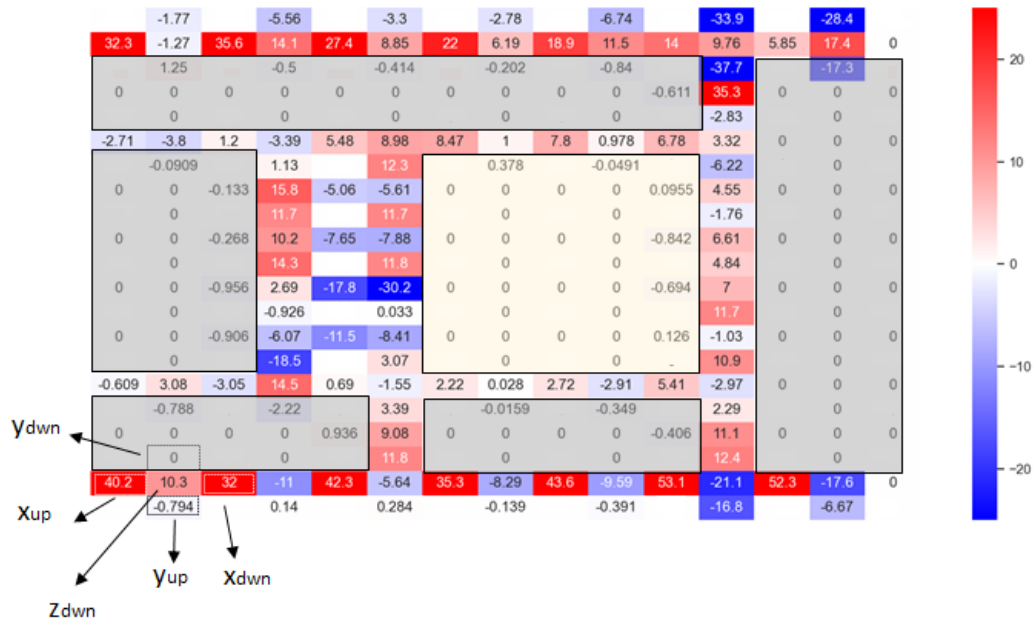 -1.77 -5.56 -3.3 -2.78 -6.74 -33.9 -28.4
32.3 -1.27 35.6 14.1 27.4 8.85 22 6.19 18.9 11.5 14 9.76 5.85 17.4 0 20
1.25 -0.5 -0.414 -0.202 -0.84 -37.7 -17.3
0 0 0 0 0 0 0 0 0 0 -0.611 35.3 0 0 0
0 0 0 0 0 -2.83 0
-2.71 -3.8 1.2 -3.39 5.48 8.98 8.47 1 7.8 0.978 6.78 3.32 0 0 0
-0.0909 1.13 12.3 0.378 -0.0491 -6.22 0 10
0 0 -0.133 15.8 -5.06 -5.61 0 0 0 0 0.0955 4.55 0 0 0
0 11.7 11.7 0 0 -1.76 0
0 0 -0.268 10.2 -7.65 -7.88 0 0 0 0 -0.842 6.61 0 0 0
0 14.3 11.8 0 0 4.84 0 0
0 0 -0.956 2.69 -17.8 -30.2 0 0 0 0 -0.694 7 0 0 0
0 -0.926 0.033 0 0 11.7 0
0 0 -0.906 -6.07 -11.5 -8.41 0 0 0 0 0.126 -1.03 0 0 0
0 -18.5 3.07 0 0 10.9 0 -10
-0.609 3.08 -3.05 14.5 0.69 -1.55 2.22 0.028 2.72 -2.91 5.41 -2.97 0 0 0
-0.788 -2.22 3.39 -0.0159 -0.349 2.29 0
ydwn 0 0 0 0 0.936 9.08 0 0 0 0 -0.406 11.1 0 0 0
0 0 11.8 0 0 12.4 0 -20
40.2 10.3 32 -11 42.3 -5.64 35.3 -8.29 43.6 -9.59 53.1 -21.1 52.3 -17.6 0
xup -0.794 0.14 0.284 -0.139 -0.391 -16.8 -6.67
yup xdwn
zdwn